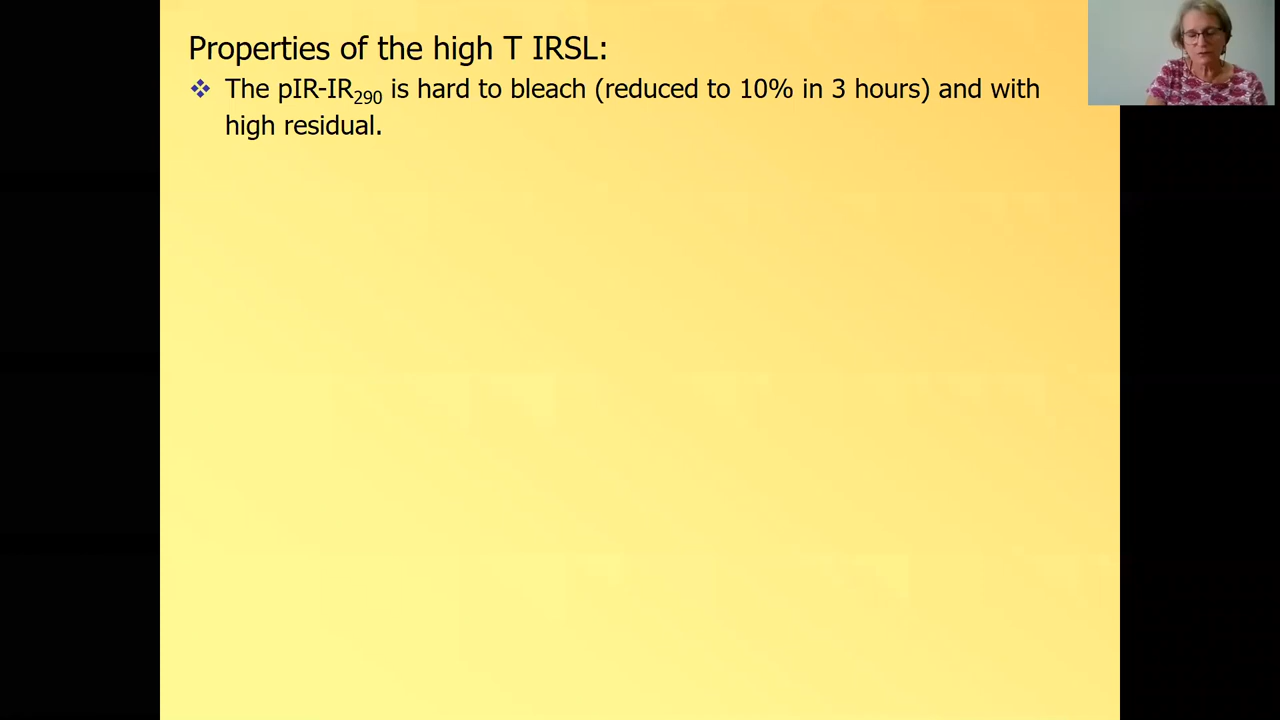 Properties of the high T IRSL:
❖ The pIR-IR290 is hard to bleach (reduced to 10% in 3 hours) and with
high residual.